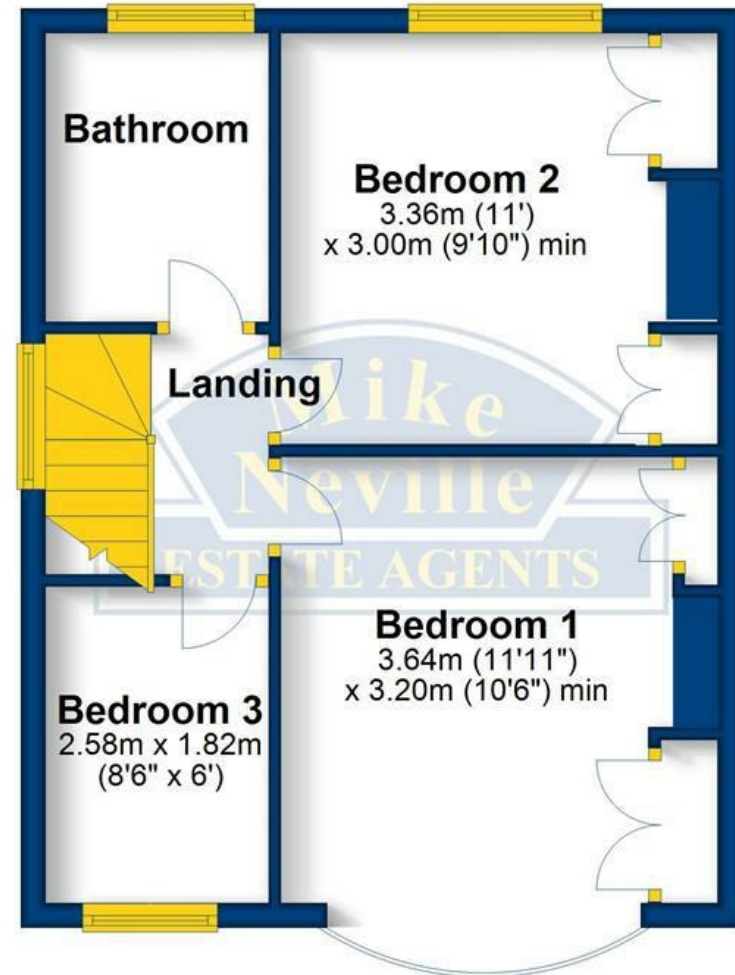 Bathroom
Bedroom 2
3.36m (11')
x 3.00m (9'10") min
Landing
Mike
Neville
ESTATE AGENTS
Bedroom 1
3.64m (11'11")
x 3.20m (10'6") min
Bedroom 3
2.58m x 1.82m
(8'6" x 6')